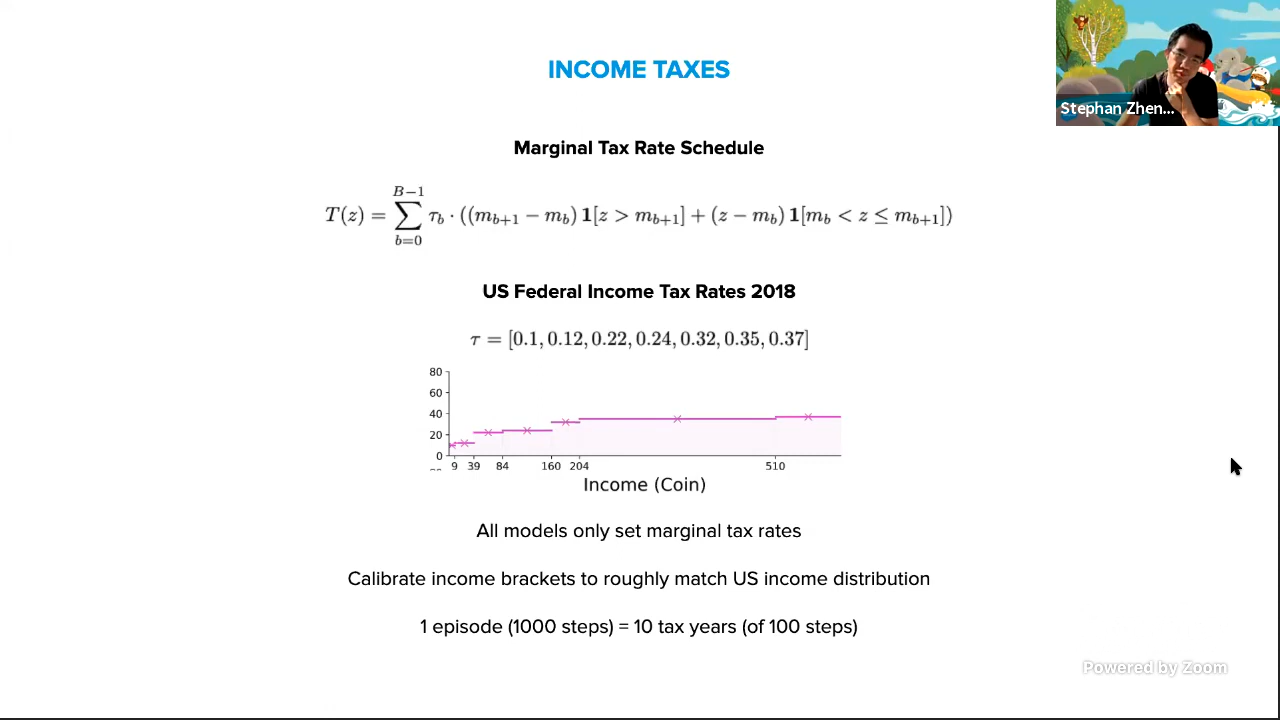 INCOME TAXES
Stephan Zhen...
Marginal Tax Rate Schedule
T(z) = \sum_{b=0}^{B-1} τ_b · ((m_{b+1} − m_b) 1[z > m_{b+1}] + (z − m_b) 1[m_b < z ≤ m_{b+1}])
US Federal Income Tax Rates 2018
τ = [0.1, 0.12, 0.22, 0.24, 0.32, 0.35, 0.37]
80
60
40
20
0
9 39 84 160 204 510
Income (Coin)
All models only set marginal tax rates
Calibrate income brackets to roughly match US income distribution
1 episode (1000 steps) = 10 tax years (of 100 steps)
Powered by Zoom